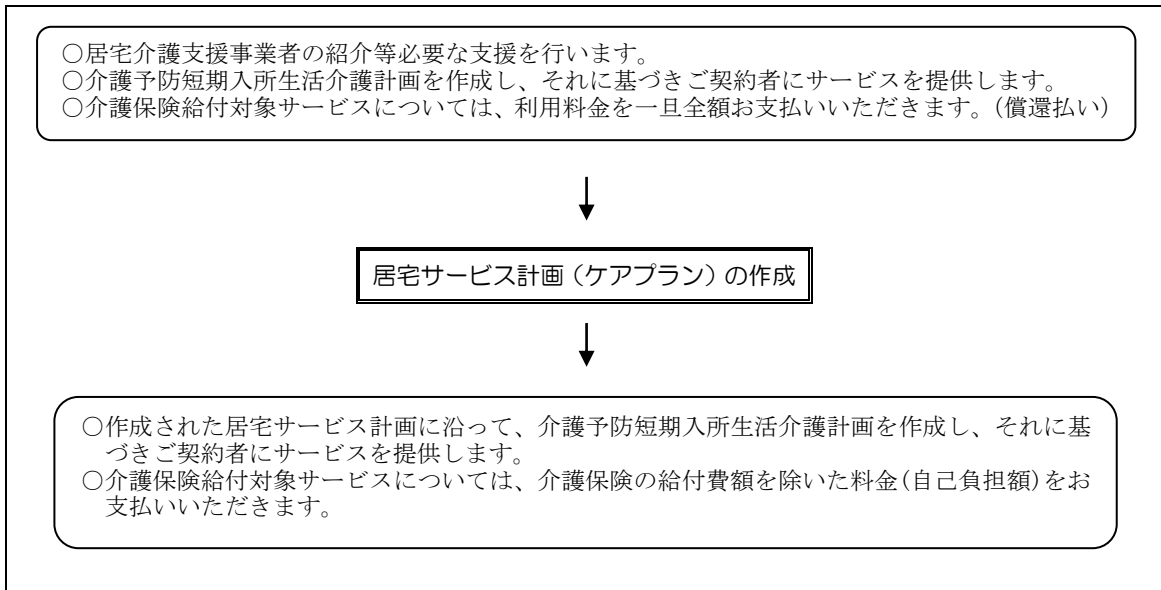 ○居宅介護支援事業者の紹介等必要な支援を行います。
○介護予防短期入所生活介護計画を作成し、それに基づきご契約者にサービスを提供します。
○介護保険給付対象サービスについては、利用料金を一旦全額お支払いいただきます。(償還払い)
居宅サービス計画（ケアプラン）の作成
○作成された居宅サービス計画に沿って、介護予防短期入所生活介護計画を作成し、それに基
づきご契約者にサービスを提供します。
○介護保険給付対象サービスについては、介護保険の給付費額を除いた料金(自己負担額)をお
支払いいただきます。